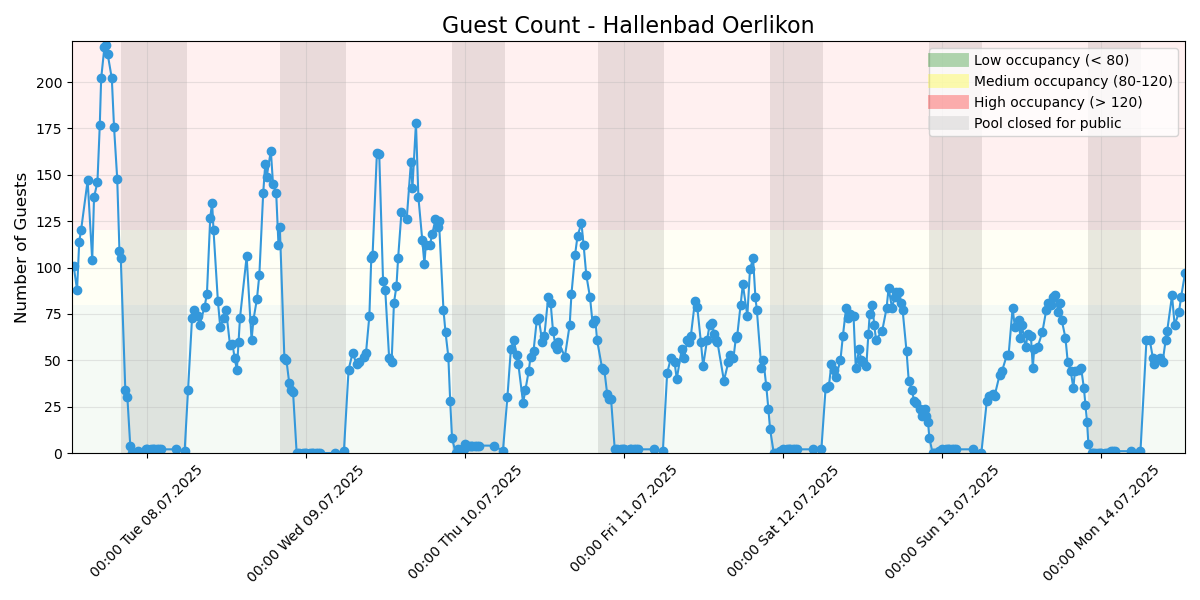 Guest Count - Hallenbad Oerlikon
Number of Guests
200
175
150
125
100
75
50
25
0
Low occupancy (< 80)
Medium occupancy (80-120)
High occupancy (> 120)
Pool closed for public
00:00 Tue 08.07.2025
00:00 Wed 09.07.2025
00:00 Thu 10.07.2025
00:00 Fri 11.07.2025
00:00 Sat 12.07.2025
00:00 Sun 13.07.2025
00:00 Mon 14.07.2025